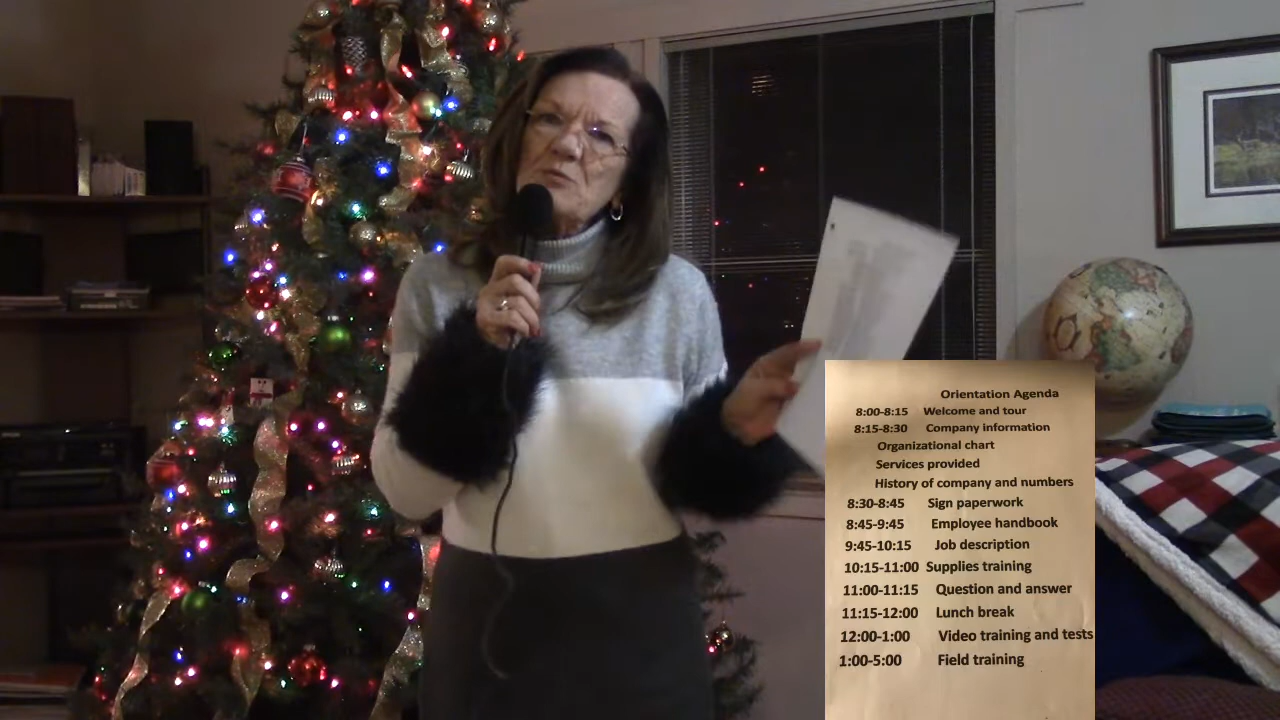 Orientation Agenda
8:00-8:15 Welcome and tour
8:15-8:30 Company information
Organizational chart
Services provided
History of company and numbers
8:30-8:45 Sign paperwork
8:45-9:45 Employee handbook
9:45-10:15 Job description
10:15-11:00 Supplies training
11:00-11:15 Question and answer
11:15-12:00 Lunch break
12:00-1:00 Video training and tests
1:00-5:00 Field training